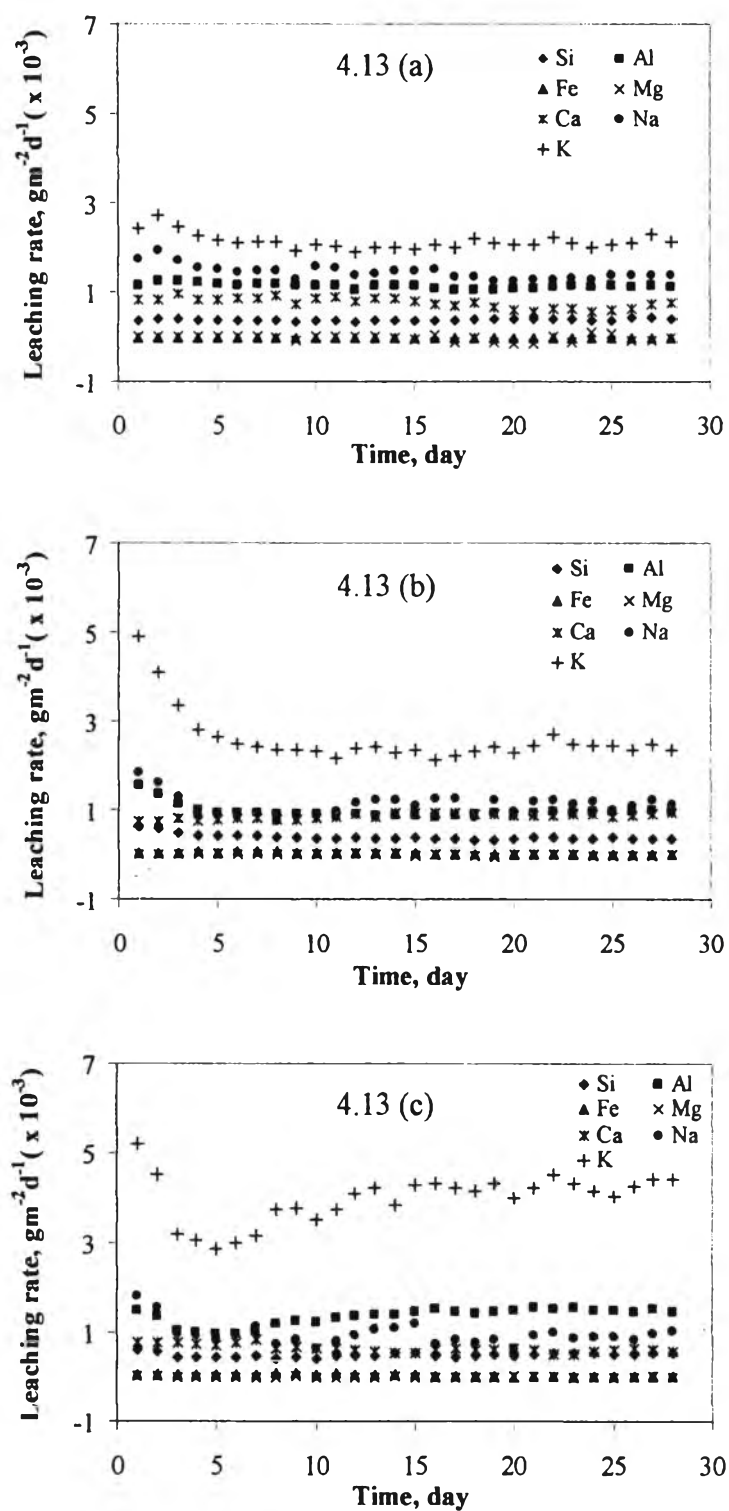 7
4.13 (a)
◆ Si ■ Al
▲ Fe × Mg
ж Ca ● Na
+ K
5
3
1
-1
Leaching rate, gm⁻²d⁻¹( x 10⁻³)
0 5 10 15 20 25 30
Time, day
7
4.13 (b)
◆ Si ■ Al
▲ Fe × Mg
ж Ca ● Na
+ K
5
3
1
-1
Leaching rate, gm⁻²d⁻¹( x 10⁻³)
0 5 10 15 20 25 30
Time, day
7
4.13 (c)
◆ Si ■ Al
▲ Fe × Mg
ж Ca ● Na
+ K
5
3
1
-1
Leaching rate, gm⁻²d⁻¹( x 10⁻³)
0 5 10 15 20 25 30
Time, day